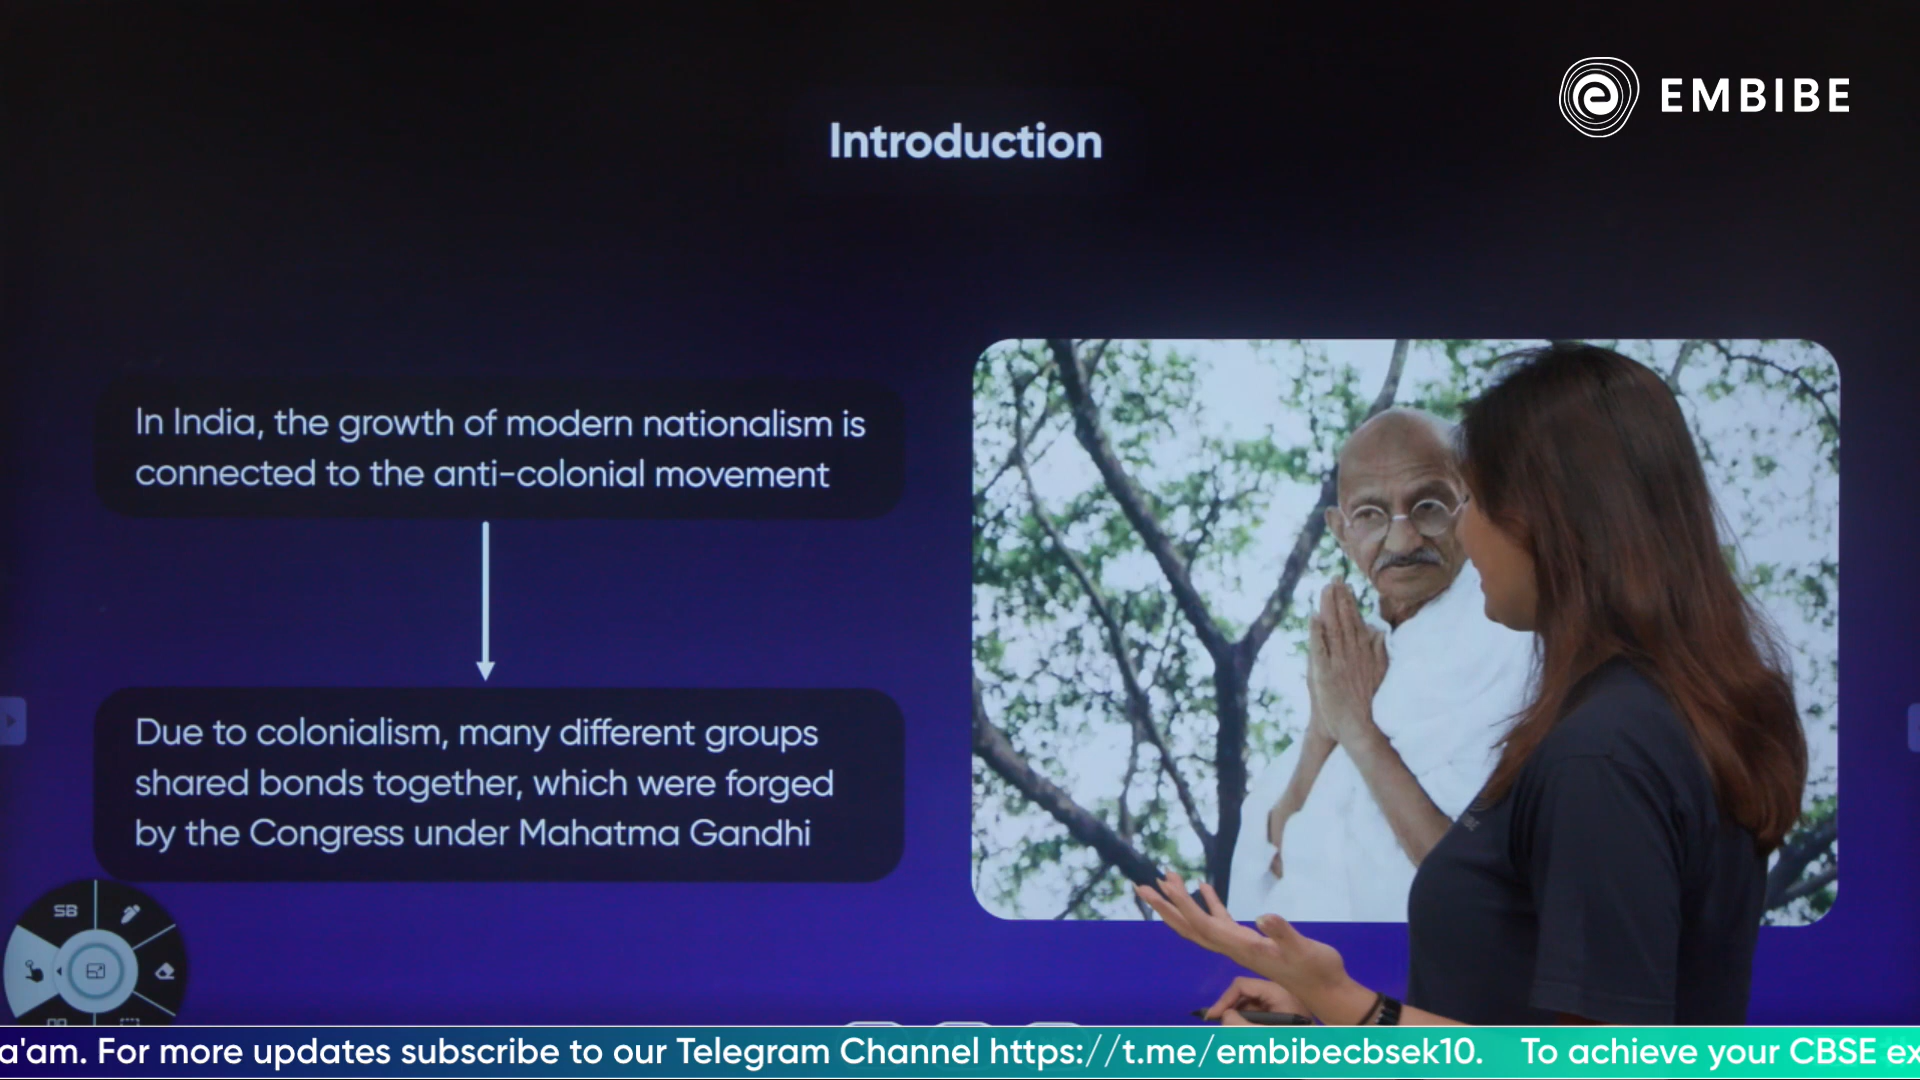 EMBIBE
Introduction
In India, the growth of modern nationalism is
connected to the anti-colonial movement
Due to colonialism, many different groups
shared bonds together, which were forged
by the Congress under Mahatma Gandhi
SB
a'am. For more updates subscribe to our Telegram Channel https://t.me/embibecbsek10. To achieve your CBSE ex